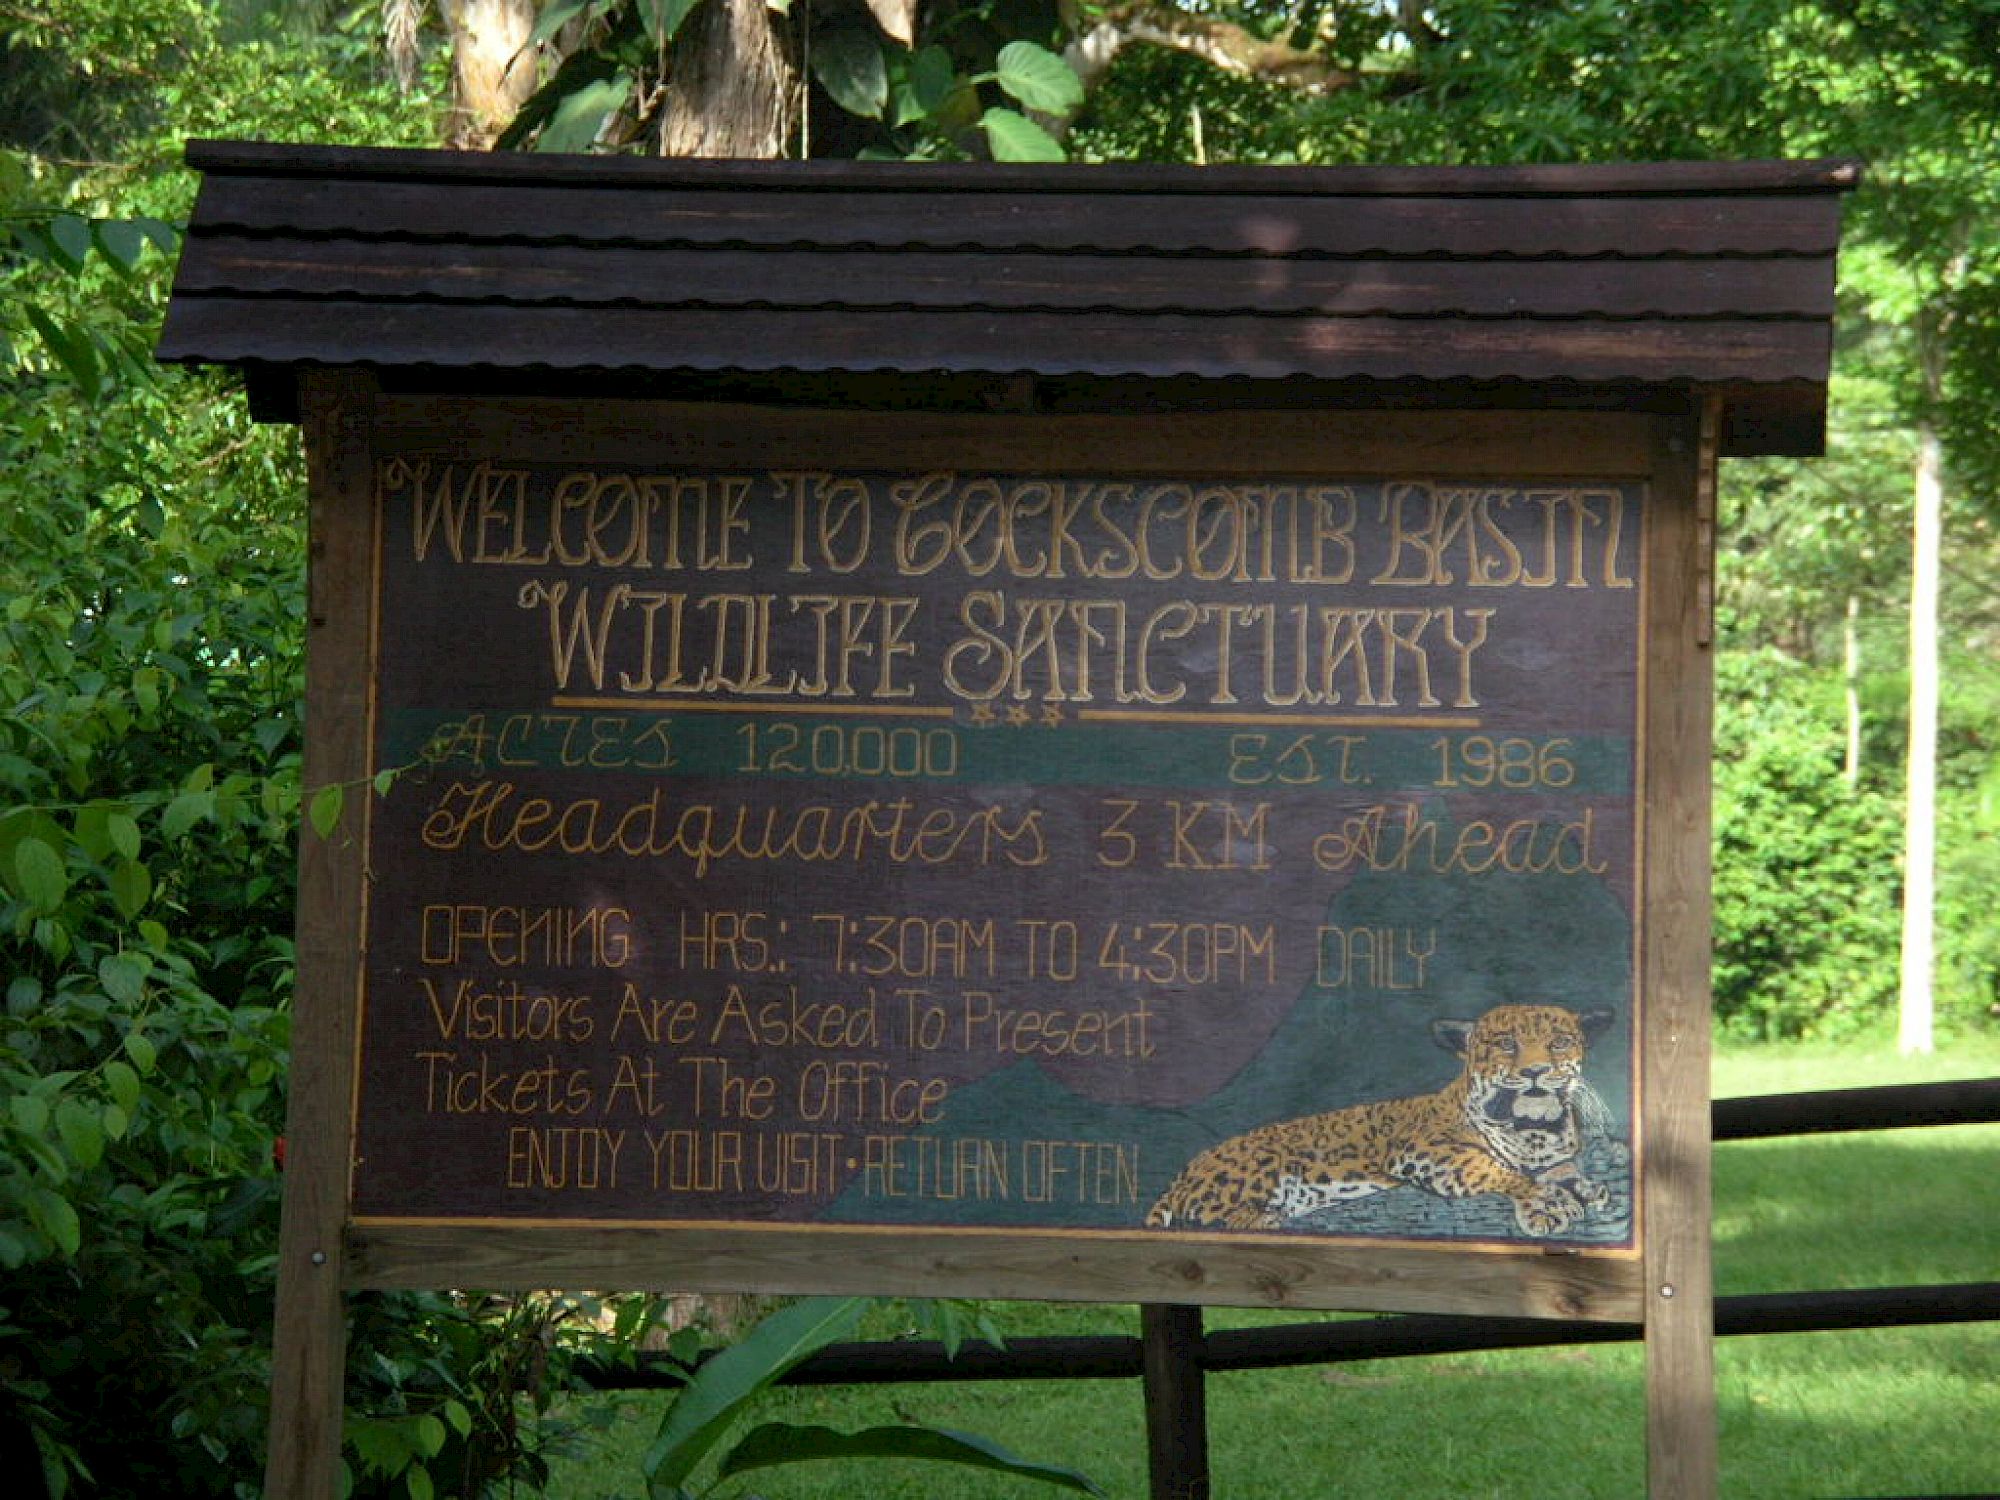 WELCOME TO COCKSCOMB BASIN
WILDLIFE SANCTUARY
ACRES 120,000 EST. 1986
Headquarters 3 KM Ahead
OPENING HRS.: 7:30AM TO 4:30PM DAILY
Visitors Are Asked To Present
Tickets At The Office
ENJOY YOUR VISIT • RETURN OFTEN